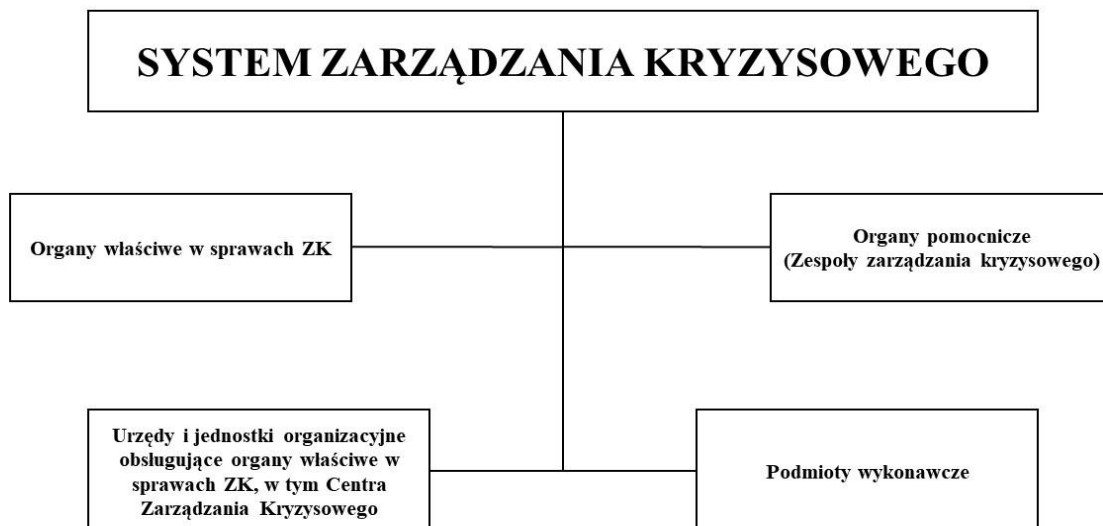 SYSTEM ZARZĄDZANIA KRYZYSOWEGO
Organy właściwe w sprawach ZK
Organy pomocnicze
(Zespoły zarządzania kryzysowego)
Urzędy i jednostki organizacyjne
obsługujące organy właściwe w
sprawach ZK, w tym Centra
Zarządzania Kryzysowego
Podmioty wykonawcze